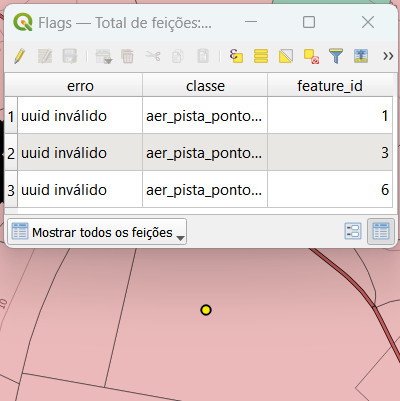 Flags — Total de feições:...
erro classe feature_id
1 uuid inválido aer_pista_ponto... 1
2 uuid inválido aer_pista_ponto... 3
3 uuid inválido aer_pista_ponto... 6
Mostrar todos os feições
10